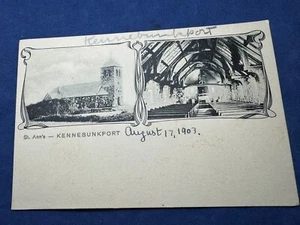 Kennebunkport
St. Ann's — KENNEBUNKPORT August 17, 1903.